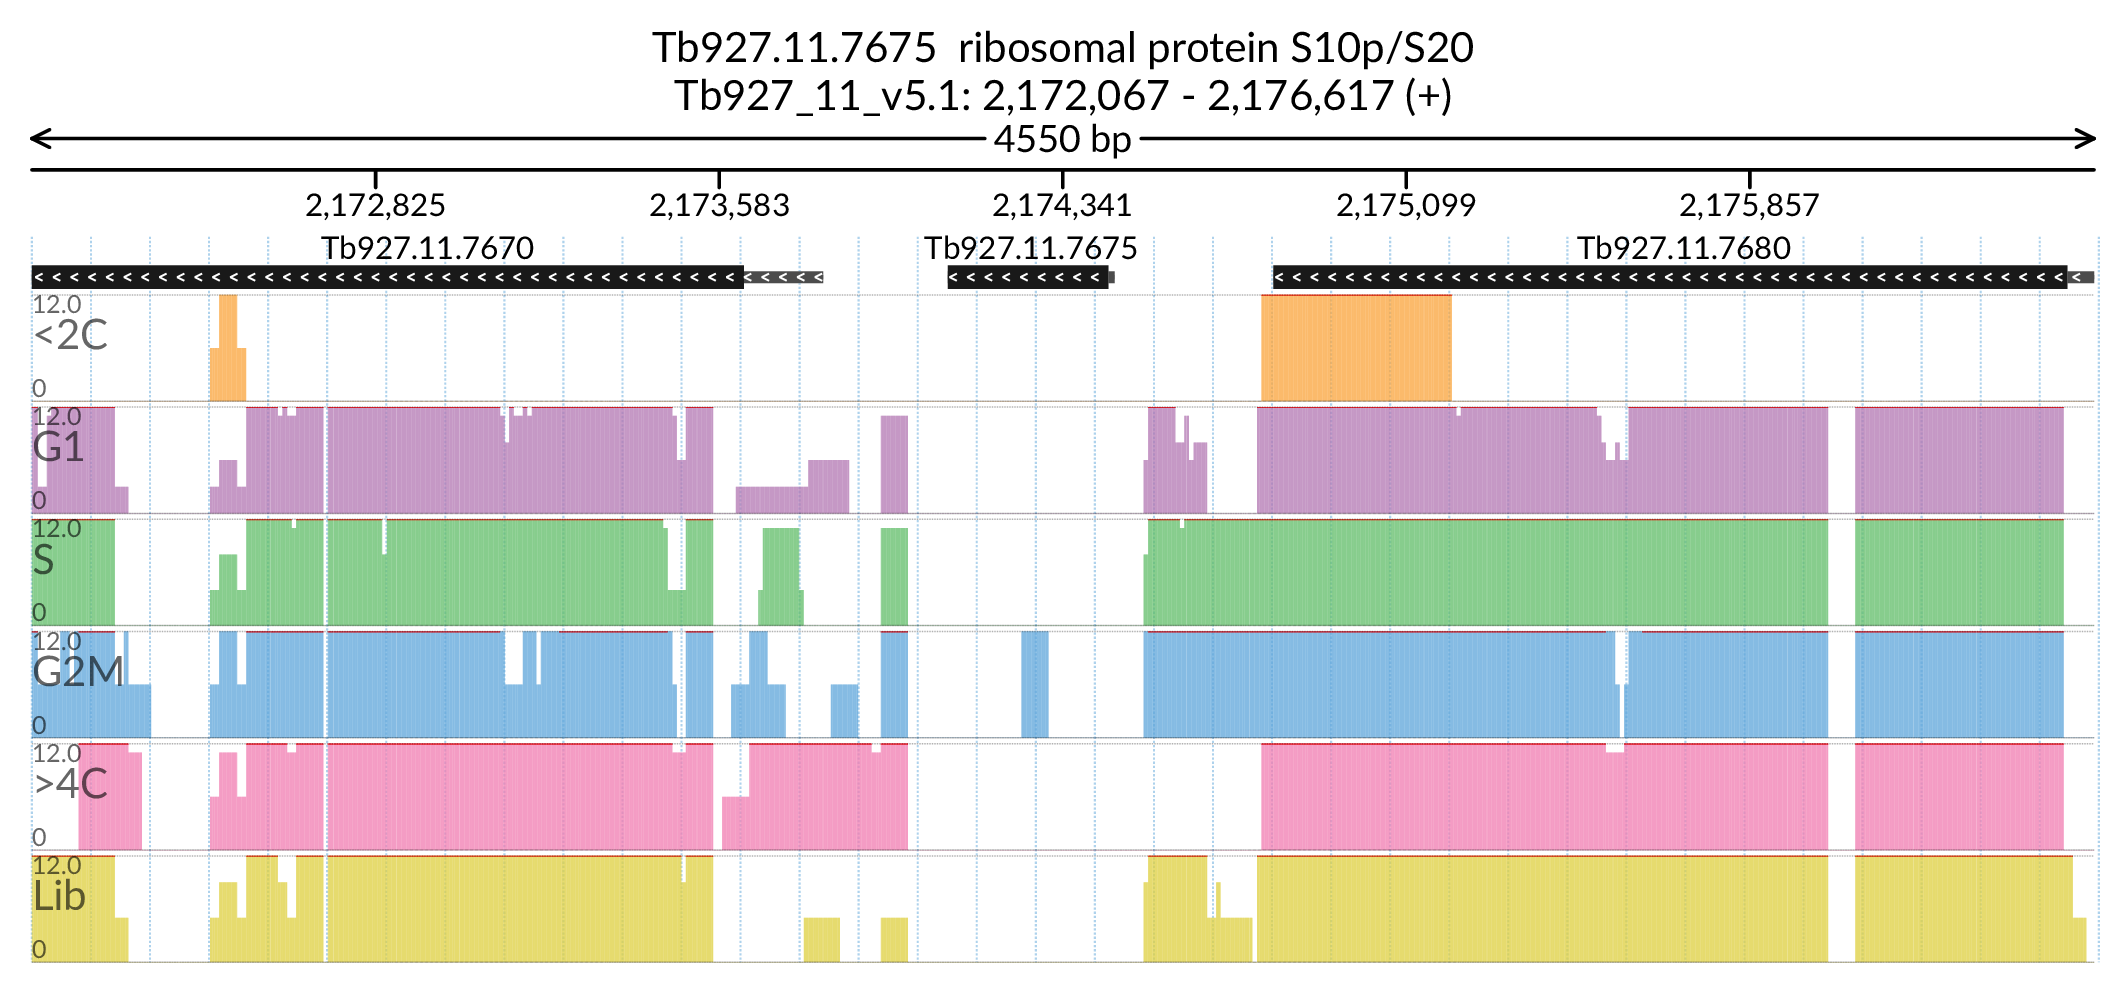 Tb927.11.7675 ribosomal protein S10p/S20
Tb927_11_v5.1: 2,172,067 - 2,176,617 (+)
4550 bp
2,172,825 2,173,583 2,174,341 2,175,099 2,175,857
Tb927.11.7670 Tb927.11.7675 Tb927.11.7680
12.0
<2C
0
12.0
G1
0
12.0
S
0
12.0
G2M
0
12.0
>4C
0
12.0
Lib
0